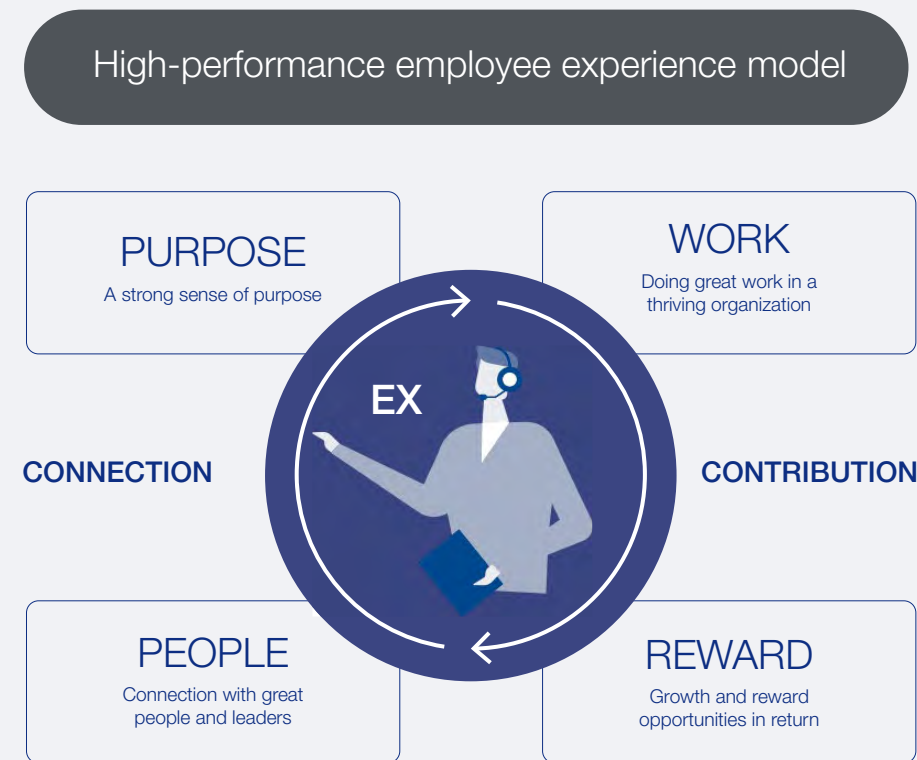 High-performance employee experience model
PURPOSE
A strong sense of purpose
WORK
Doing great work in a
thriving organization
EX
CONNECTION
CONTRIBUTION
PEOPLE
Connection with great
people and leaders
REWARD
Growth and reward
opportunities in return